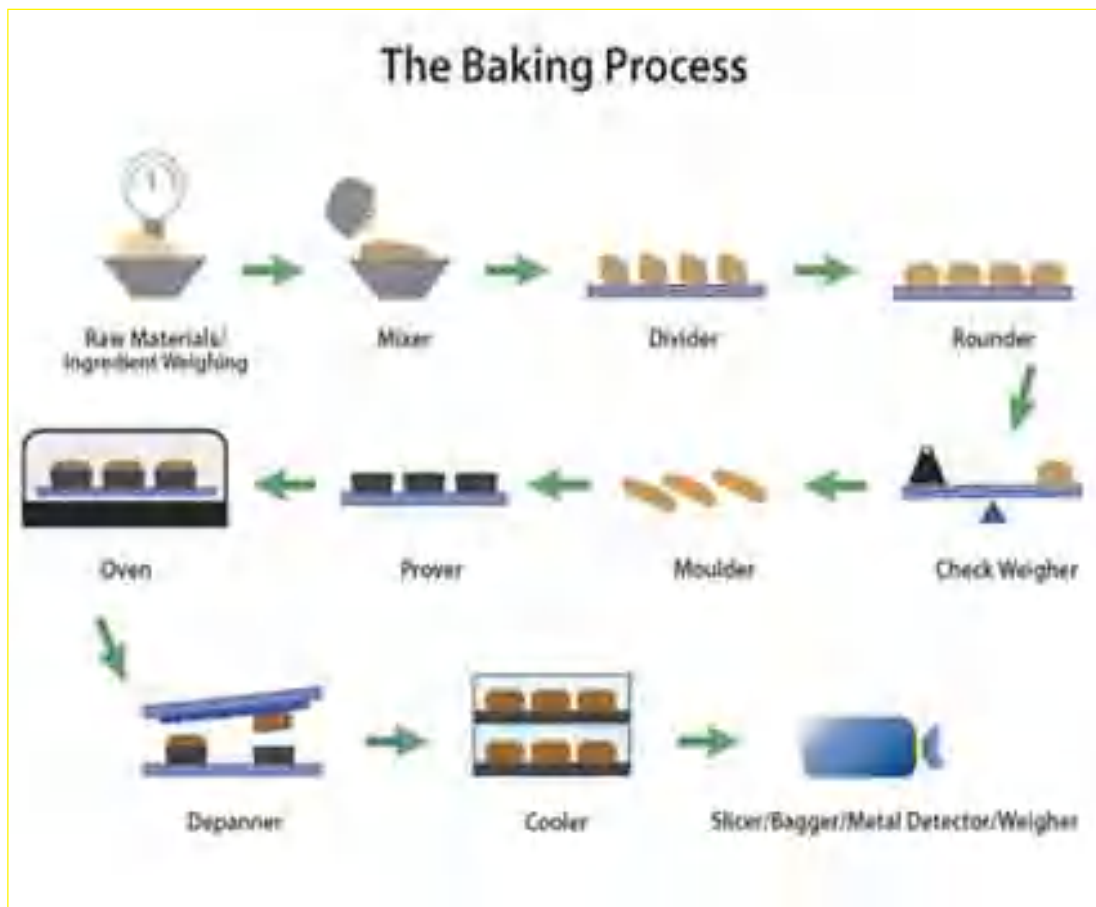 The Baking Process
Raw Materials/
Ingredient Weighing
Mixer
Divider
Rounder
Oven
Prover
Moulder
Check Weigher
Depanner
Cooler
Slicer/Bagger/Metal Detector/Weigher